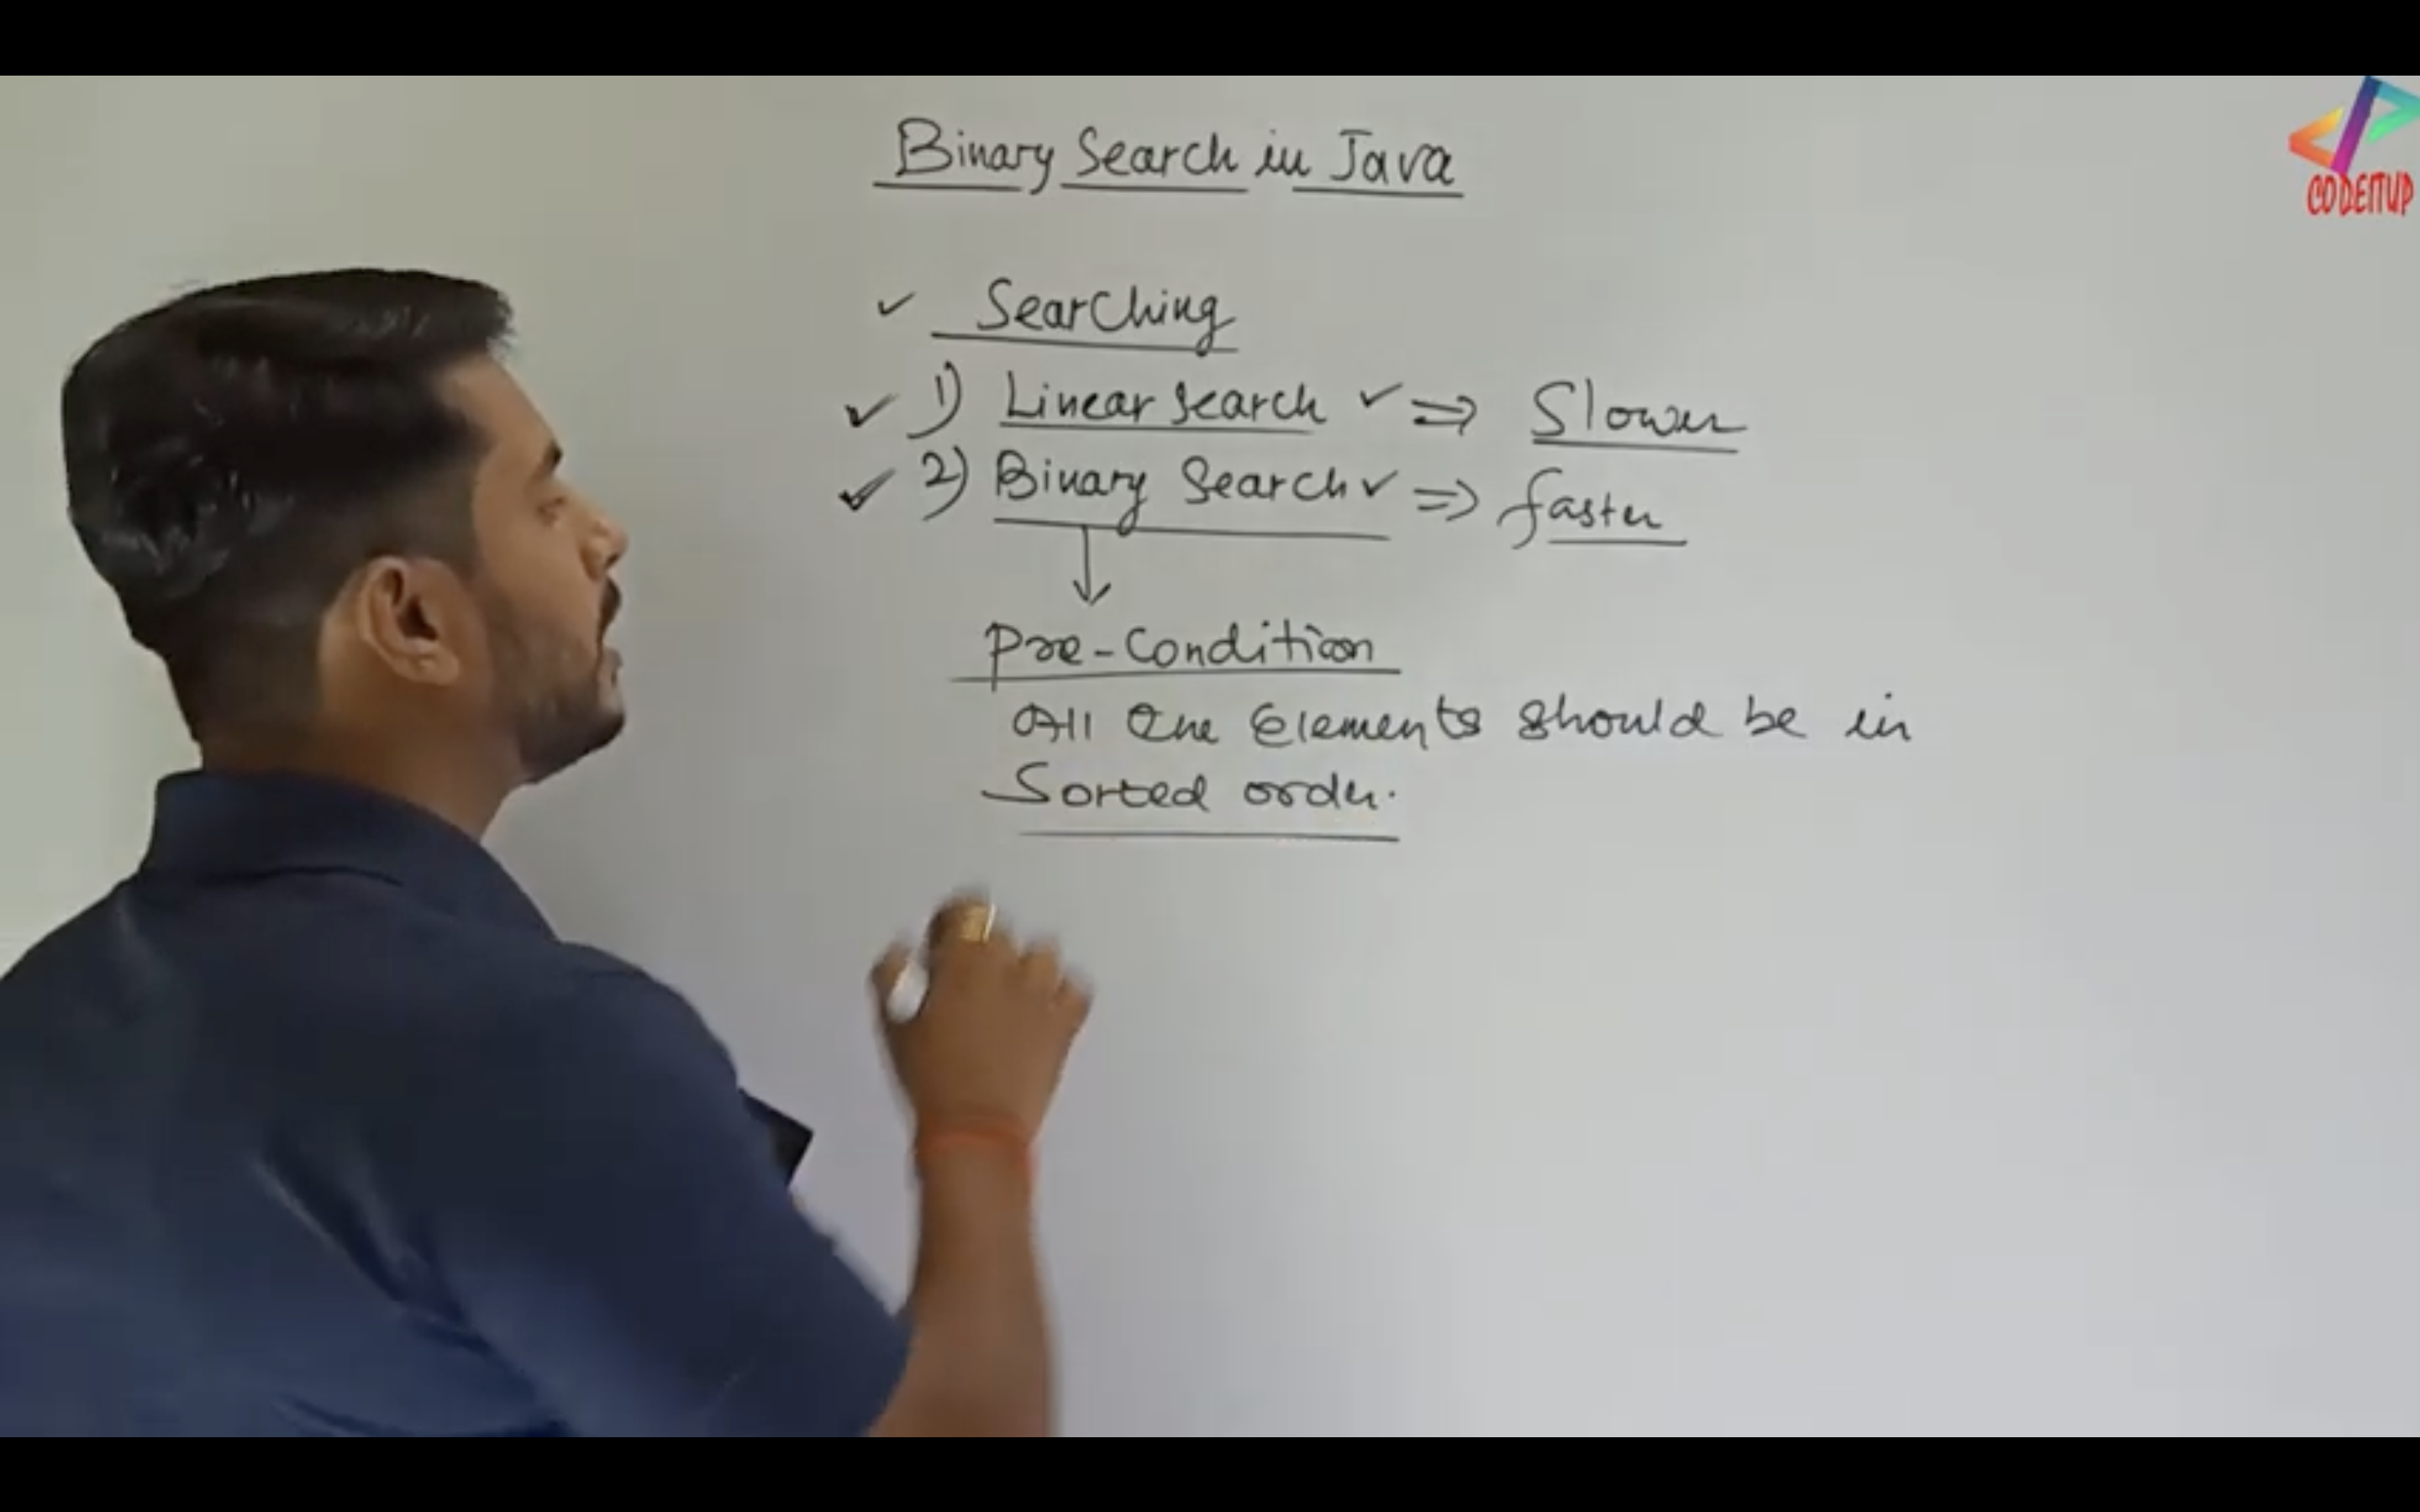 Binary Search in Java
CODEITUP
✓ Searching
✓ 1) Linear search ✓ ⇒ Slower
✓ 2) Binary Search ✓ ⇒ faster
↓
Pre-Condition
All the Elements should be in
Sorted order.